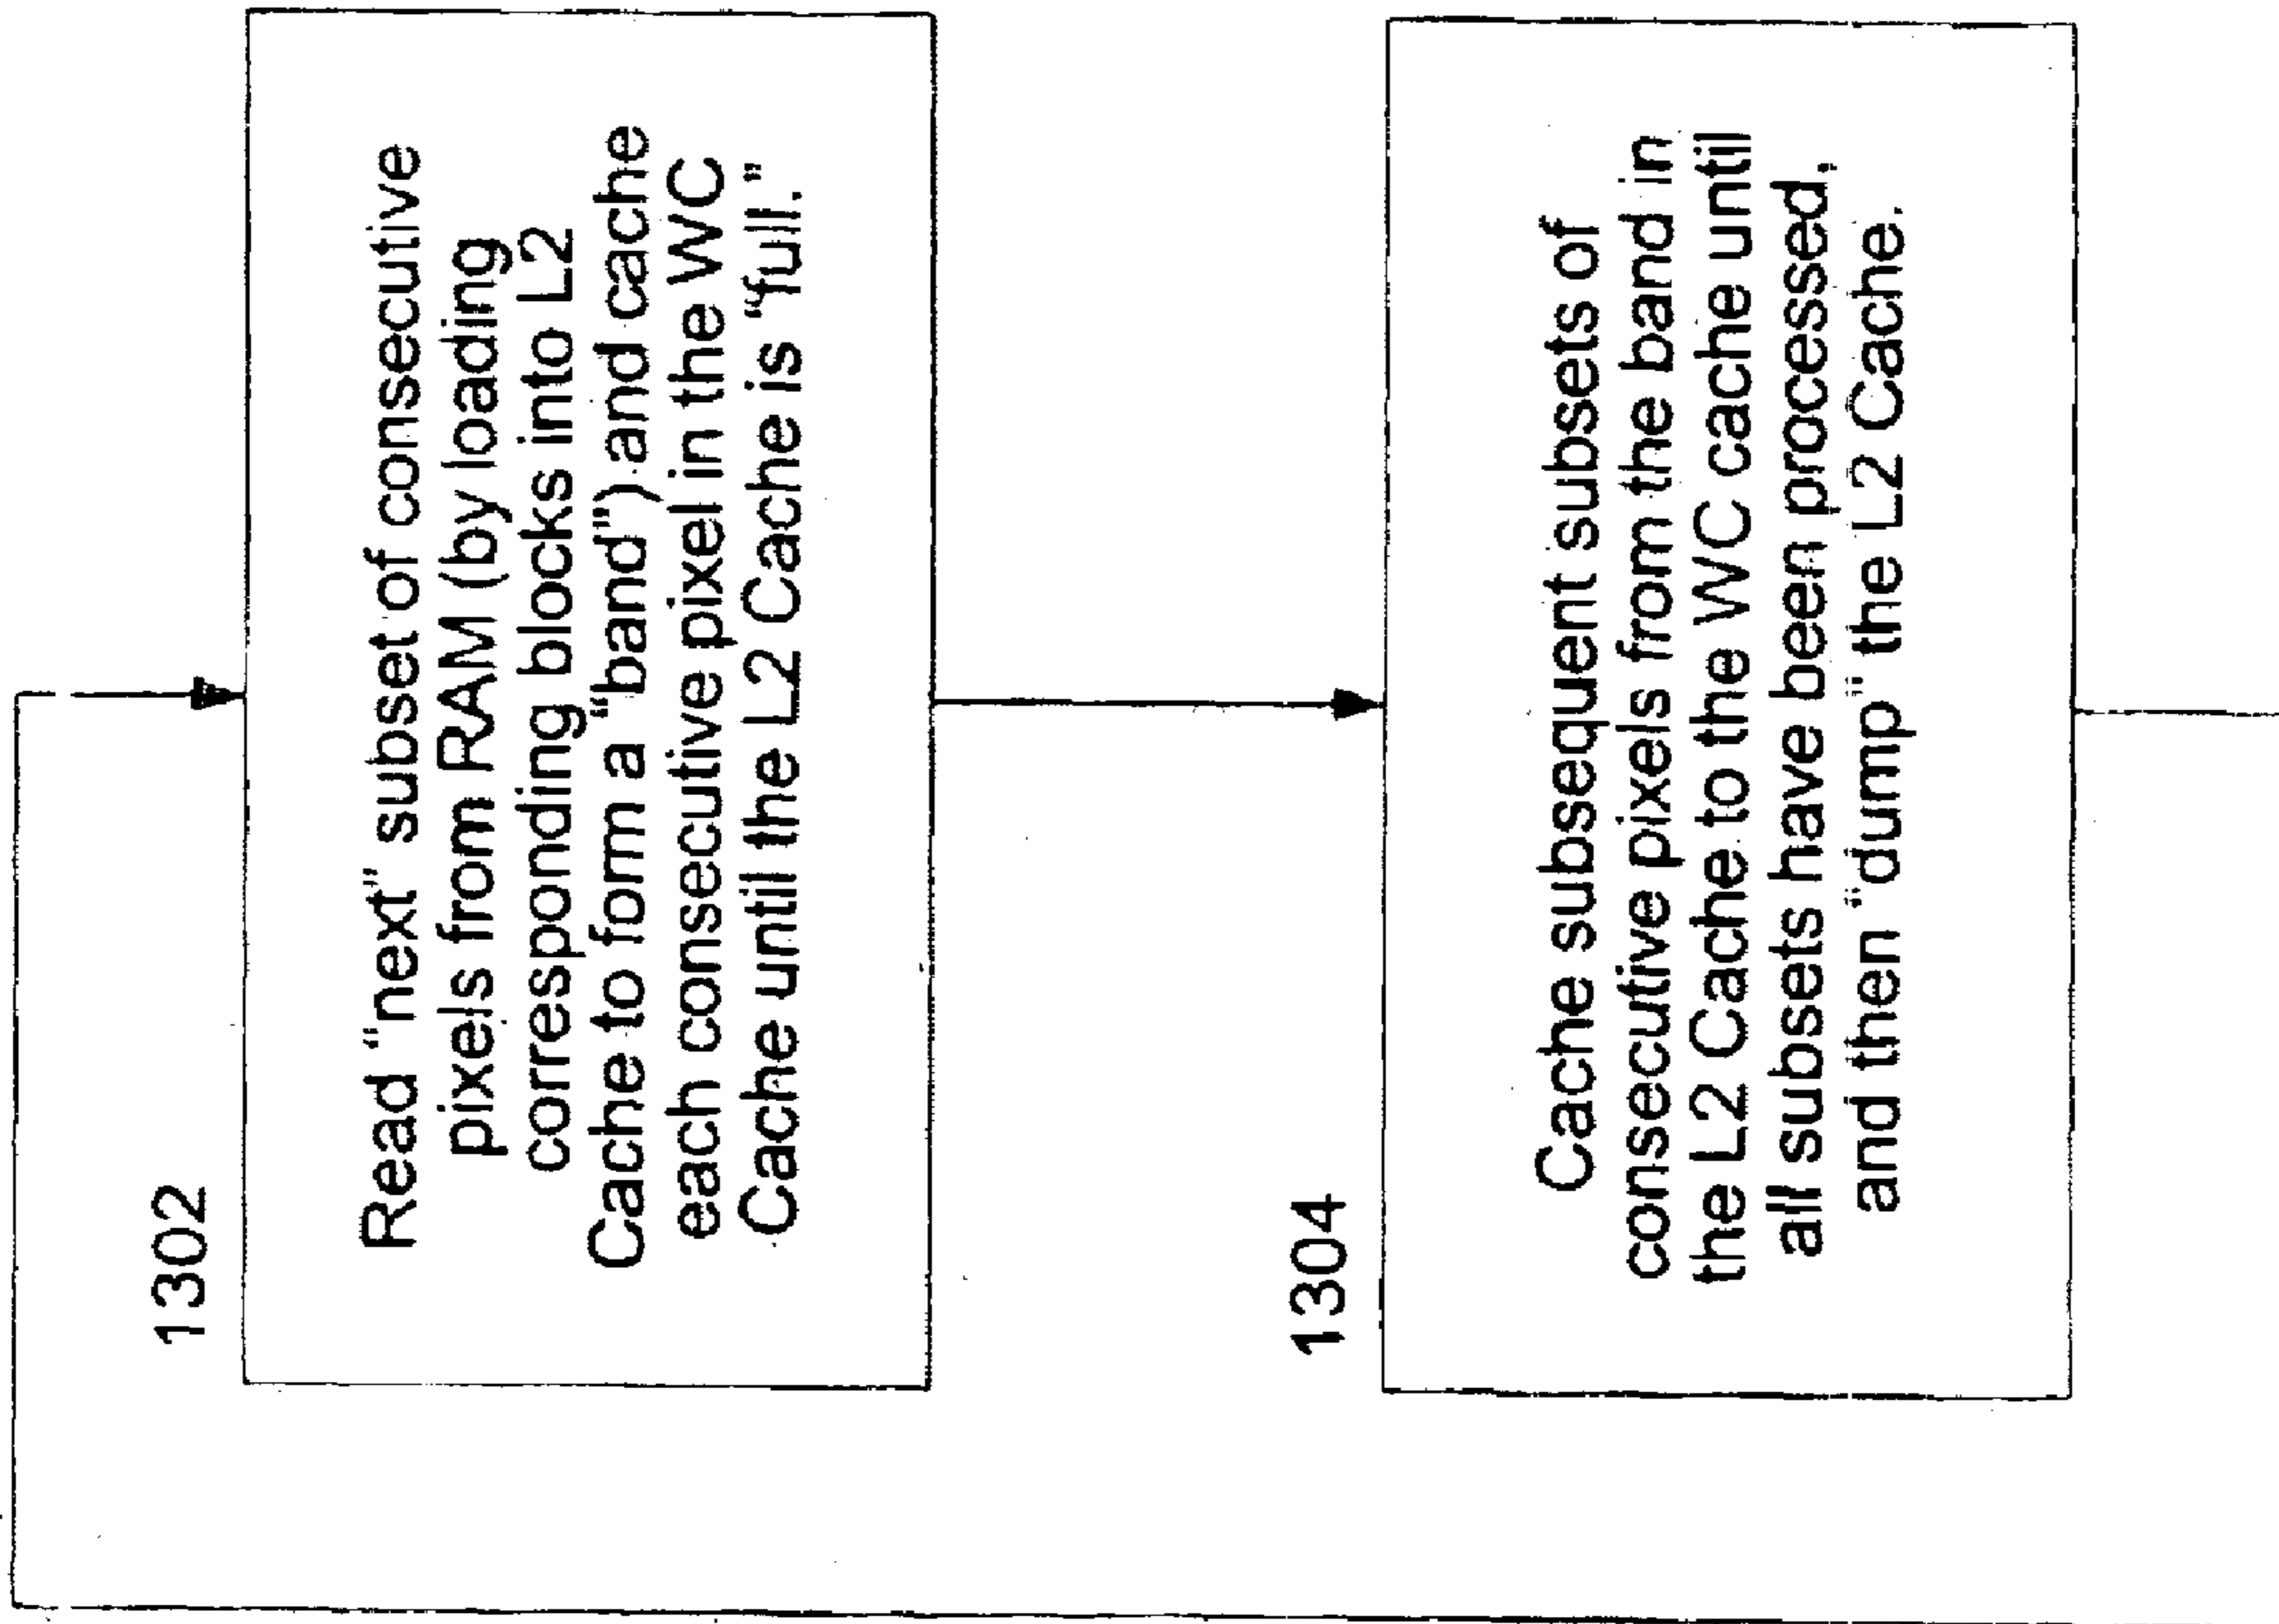 1302
Read "next" subset of consecutive
pixels from RAM (by loading
corresponding blocks into L2
Cache to form a "band") and cache
each consecutive pixel in the WC
Cache until the L2 Cache is "full."
1304
Cache subsequent subsets of
consecutive pixels from the band in
the L2 Cache to the WC cache until
all subsets have been processed,
and then "dump" the L2 Cache.